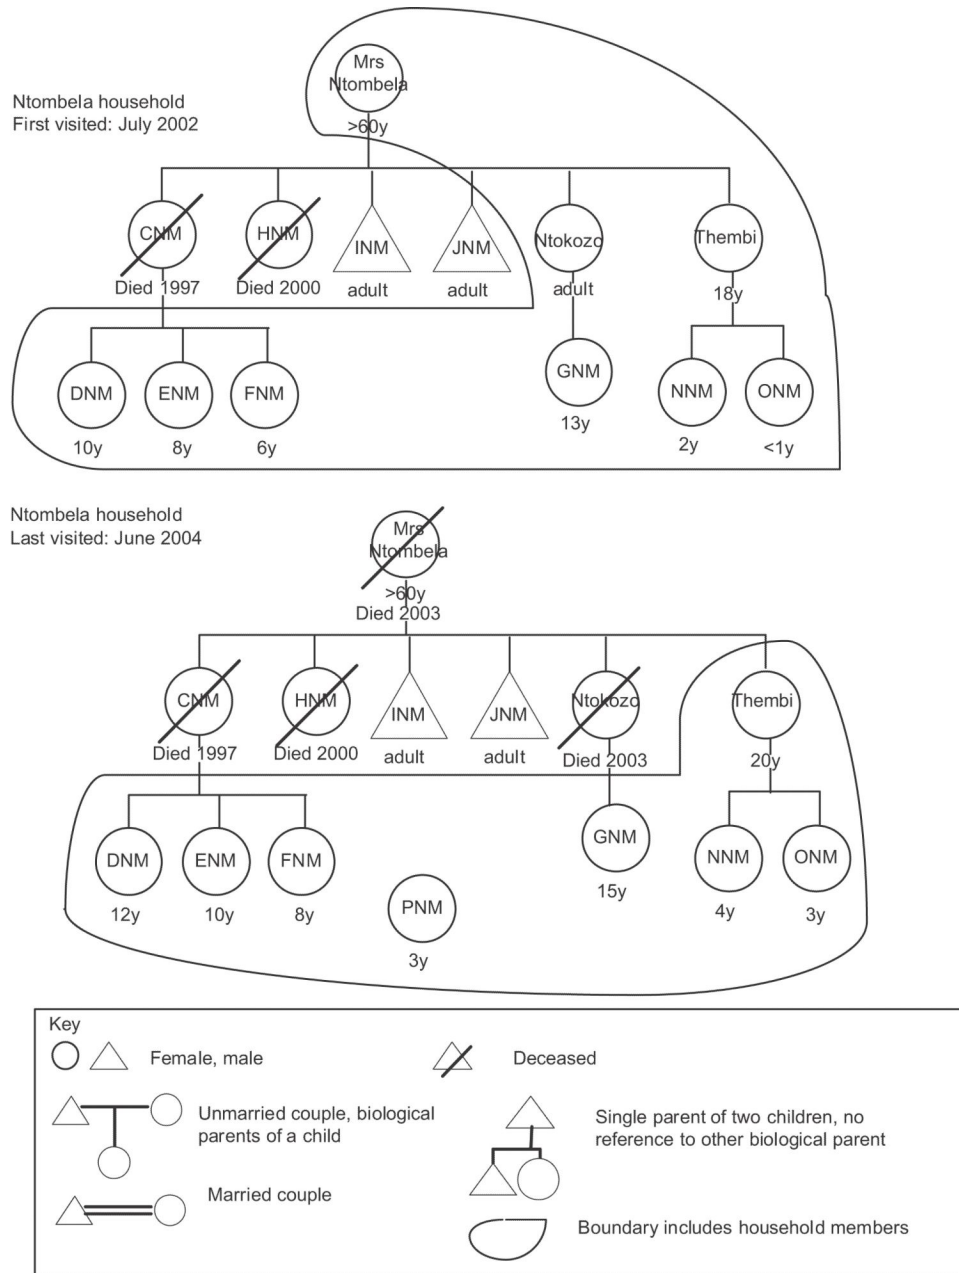 Mrs
Ntombela
Ntombela household
First visited: July 2002
>60y
CNM
HNM
INM
JNM
Ntokozo
Thembi
Died 1997
Died 2000
adult
adult
adult
18y
DNM
ENM
FNM
GNM
NNM
ONM
10y
8y
6y
13y
2y
<1y
Ntombela household
Last visited: June 2004
Mrs
Ntombela
>60y
Died 2003
CNM
HNM
INM
JNM
Ntokozo
Thembi
Died 1997
Died 2000
adult
adult
Died 2003
20y
DNM
ENM
FNM
PNM
GNM
NNM
ONM
12y
10y
8y
3y
15y
4y
3y
Key
Female, male
Deceased
Unmarried couple, biological
parents of a child
Single parent of two children, no
reference to other biological parent
Married couple
Boundary includes household members